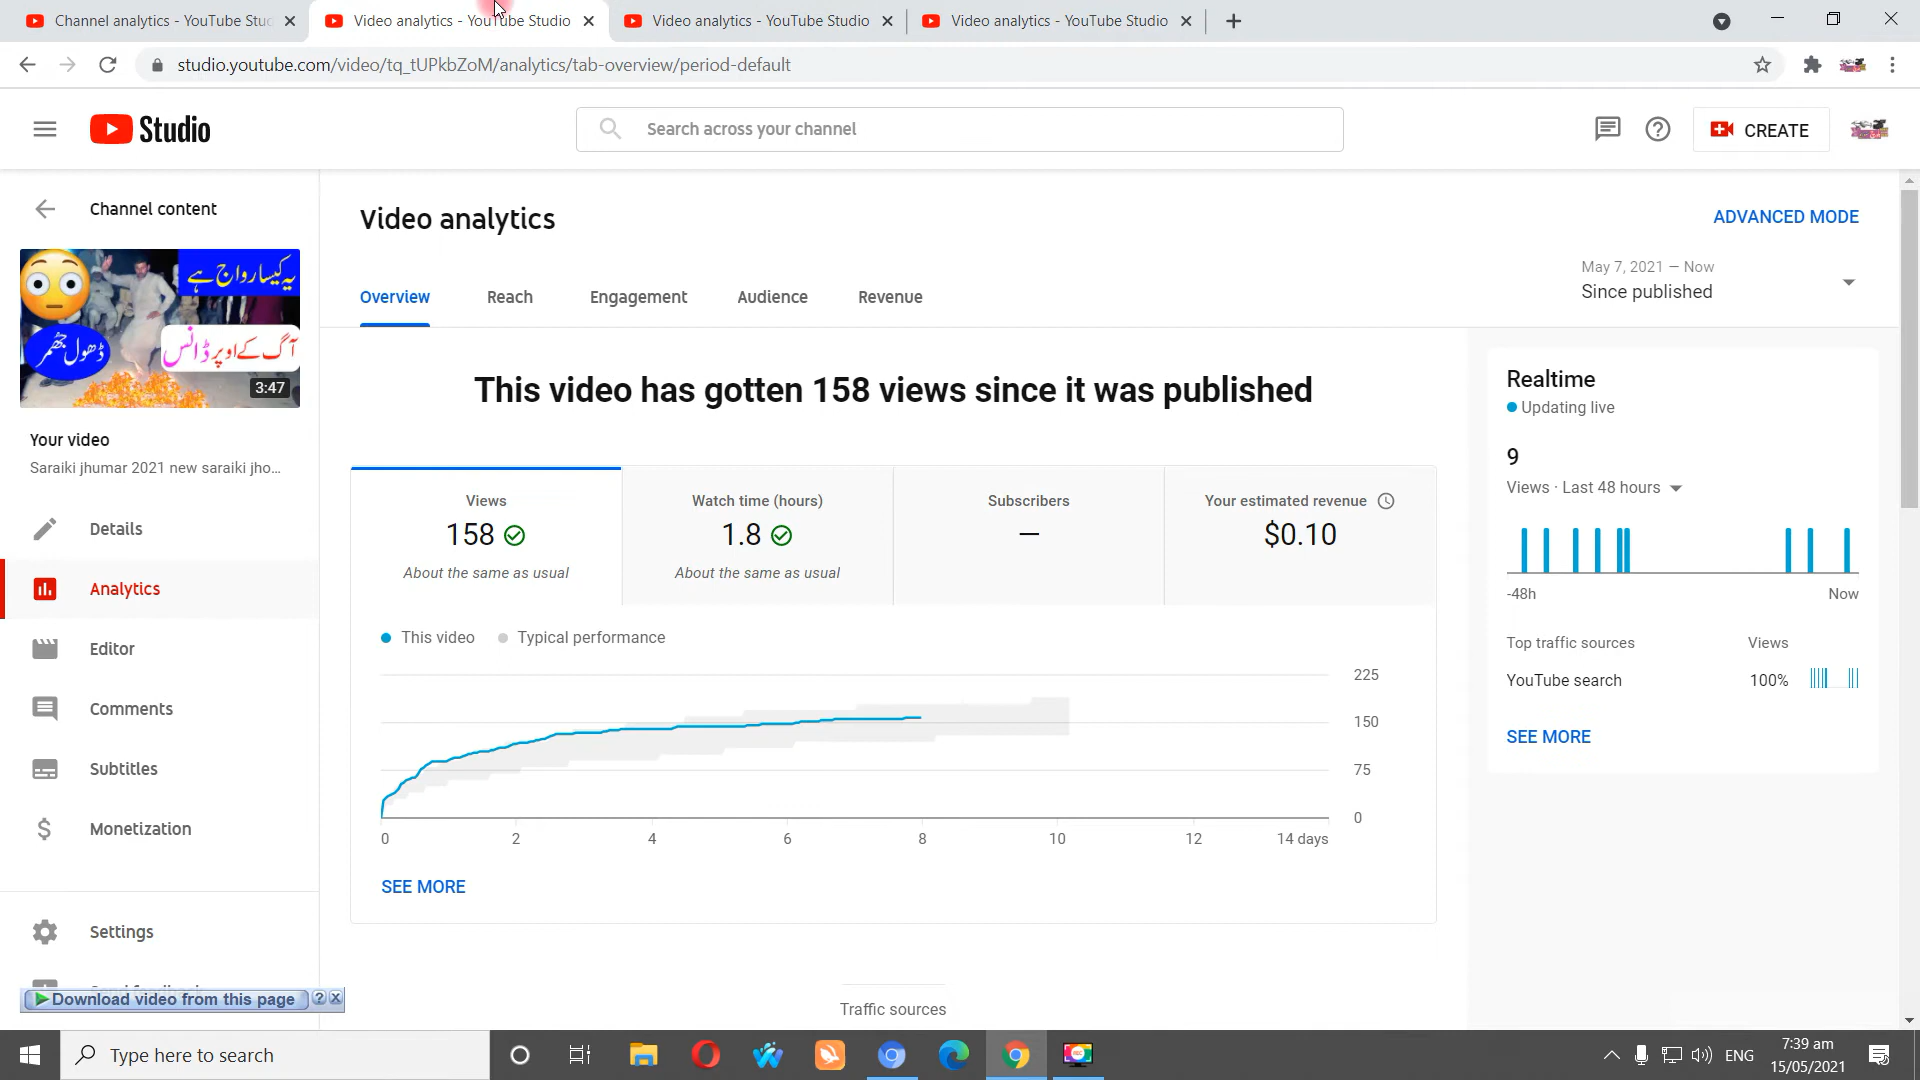 Channel analytics - YouTube Stud
Video analytics - YouTube Studio
Video analytics - YouTube Studio
Video analytics - YouTube Studio
studio.youtube.com/video/tq_tUPkbZoM/analytics/tab-overview/period-default
Studio
Search across your channel
CREATE
Channel content
یہ کیسا رواج ہے
آگ کے اوپر ڈانس
ڈھول جھمر
3:47
Your video
Saraiki jhumar 2021 new saraiki jho...
Details
Analytics
Editor
Comments
Subtitles
$ Monetization
Settings
Download video from this page ? X
Video analytics
ADVANCED MODE
May 7, 2021 – Now
Since published
Overview Reach Engagement Audience Revenue
This video has gotten 158 views since it was published
Views
158
About the same as usual
Watch time (hours)
1.8
About the same as usual
Subscribers
—
Your estimated revenue
$0.10
This video Typical performance
225
150
75
0
0 2 4 6 8 10 12 14 days
SEE MORE
Traffic sources
Realtime
Updating live
9
Views · Last 48 hours
-48h Now
Top traffic sources Views
YouTube search 100%
SEE MORE
Type here to search
ENG
7:39 am
15/05/2021